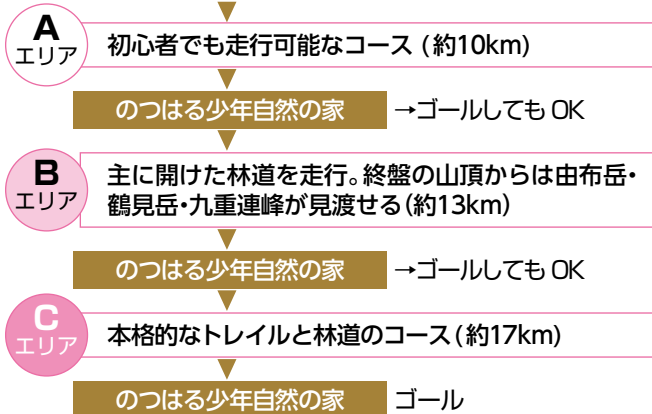 A
エリア
初心者でも走行可能なコース(約10km)
のつはる少年自然の家 →ゴールしてもOK
B
エリア
主に開けた林道を走行。終盤の山頂からは由布岳・
鶴見岳・九重連峰が見渡せる(約13km)
のつはる少年自然の家 →ゴールしてもOK
C
エリア
本格的なトレイルと林道のコース(約17km)
のつはる少年自然の家 ゴール